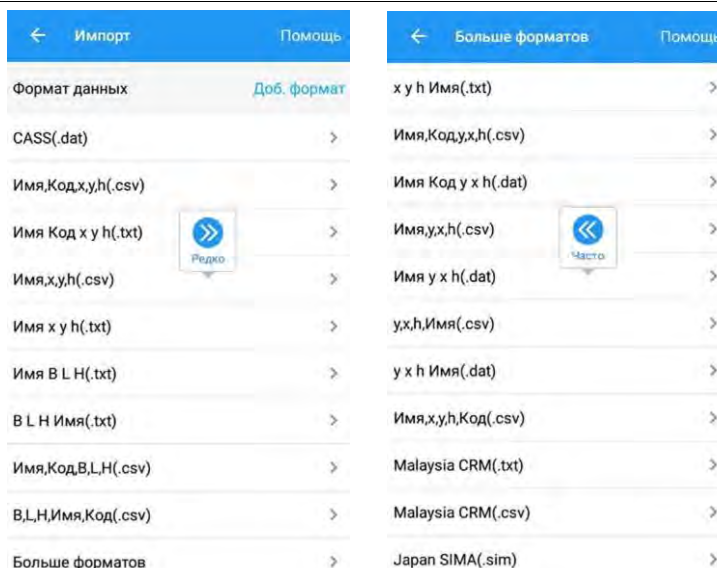 Импорт
Помощь
Формат данных
Доб. формат
CASS(.dat)
Имя,Код,x,y,h(.csv)
Имя Код x y h(.txt)
Редко
Имя,x,y,h(.csv)
Имя x y h(.txt)
Имя B L H(.txt)
B L H Имя(.txt)
Имя,Код,B,L,H(.csv)
B,L,H,Имя,Код(.csv)
Больше форматов
Больше форматов
Помощь
x y h Имя(.txt)
Имя,Код,y,x,h(.csv)
Имя Код y x h(.dat)
Имя,y,x,h(.csv)
Часто
Имя y x h(.dat)
y,x,h,Имя(.csv)
y x h Имя(.dat)
Имя,x,y,h,Код(.csv)
Malaysia CRM(.txt)
Malaysia CRM(.csv)
Japan SIMA(.sim)